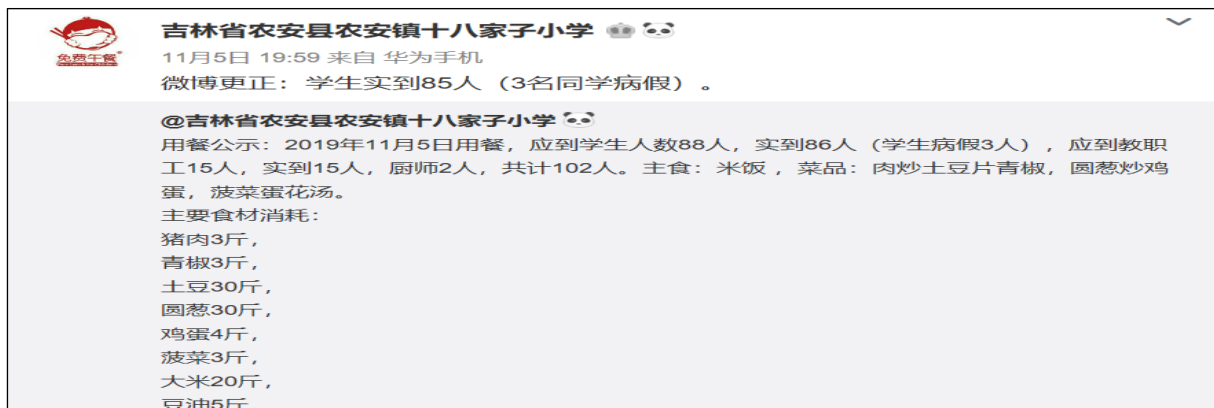 吉林省农安县农安镇十八家子小学
免费午餐
11月5日 19:59 来自 华为手机
微博更正：学生实到85人（3名同学病假）。
@吉林省农安县农安镇十八家子小学
用餐公示：2019年11月5日用餐，应到学生人数88人，实到86人（学生病假3人），应到教职
工15人，实到15人，厨师2人，共计102人。主食：米饭 ，菜品：肉炒土豆片青椒，圆葱炒鸡
蛋，菠菜蛋花汤。
主要食材消耗：
猪肉3斤，
青椒3斤，
土豆30斤，
圆葱30斤，
鸡蛋4斤，
菠菜3斤，
大米20斤，
豆油5斤